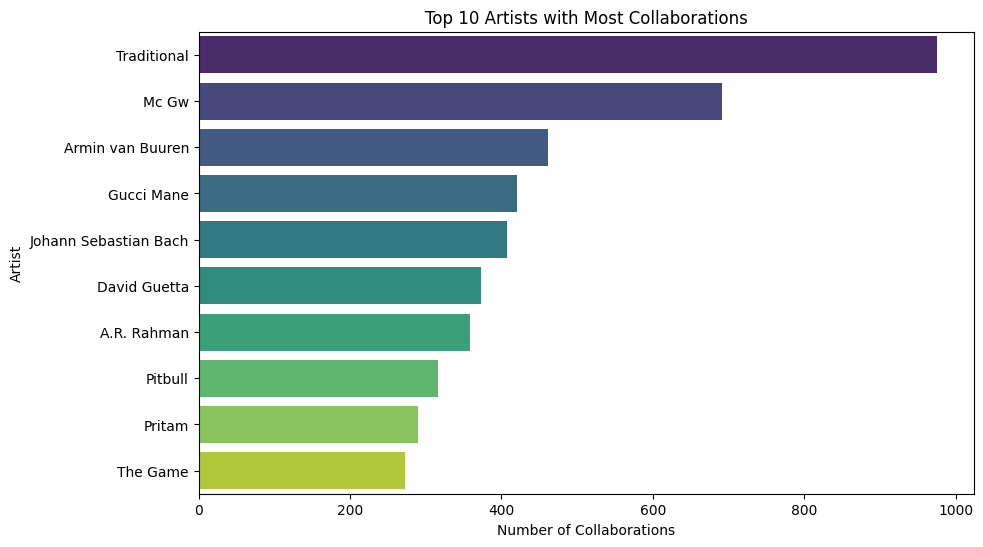 Top 10 Artists with Most Collaborations
Artist
Traditional
Mc Gw
Armin van Buuren
Gucci Mane
Johann Sebastian Bach
David Guetta
A.R. Rahman
Pitbull
Pritam
The Game
0 200 400 600 800 1000
Number of Collaborations